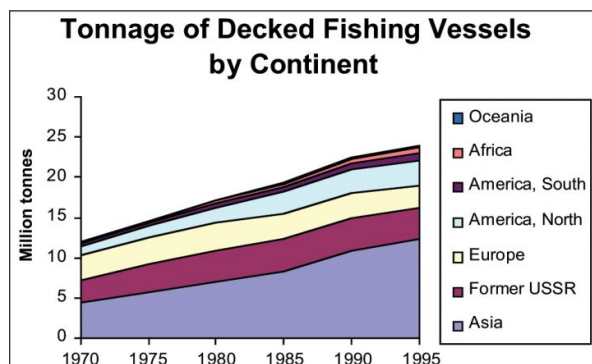 Tonnage of Decked Fishing Vessels
by Continent
Million tonnes
30
25
20
15
10
5
0
1970 1975 1980 1985 1990 1995
Oceania
Africa
America, South
America, North
Europe
Former USSR
Asia